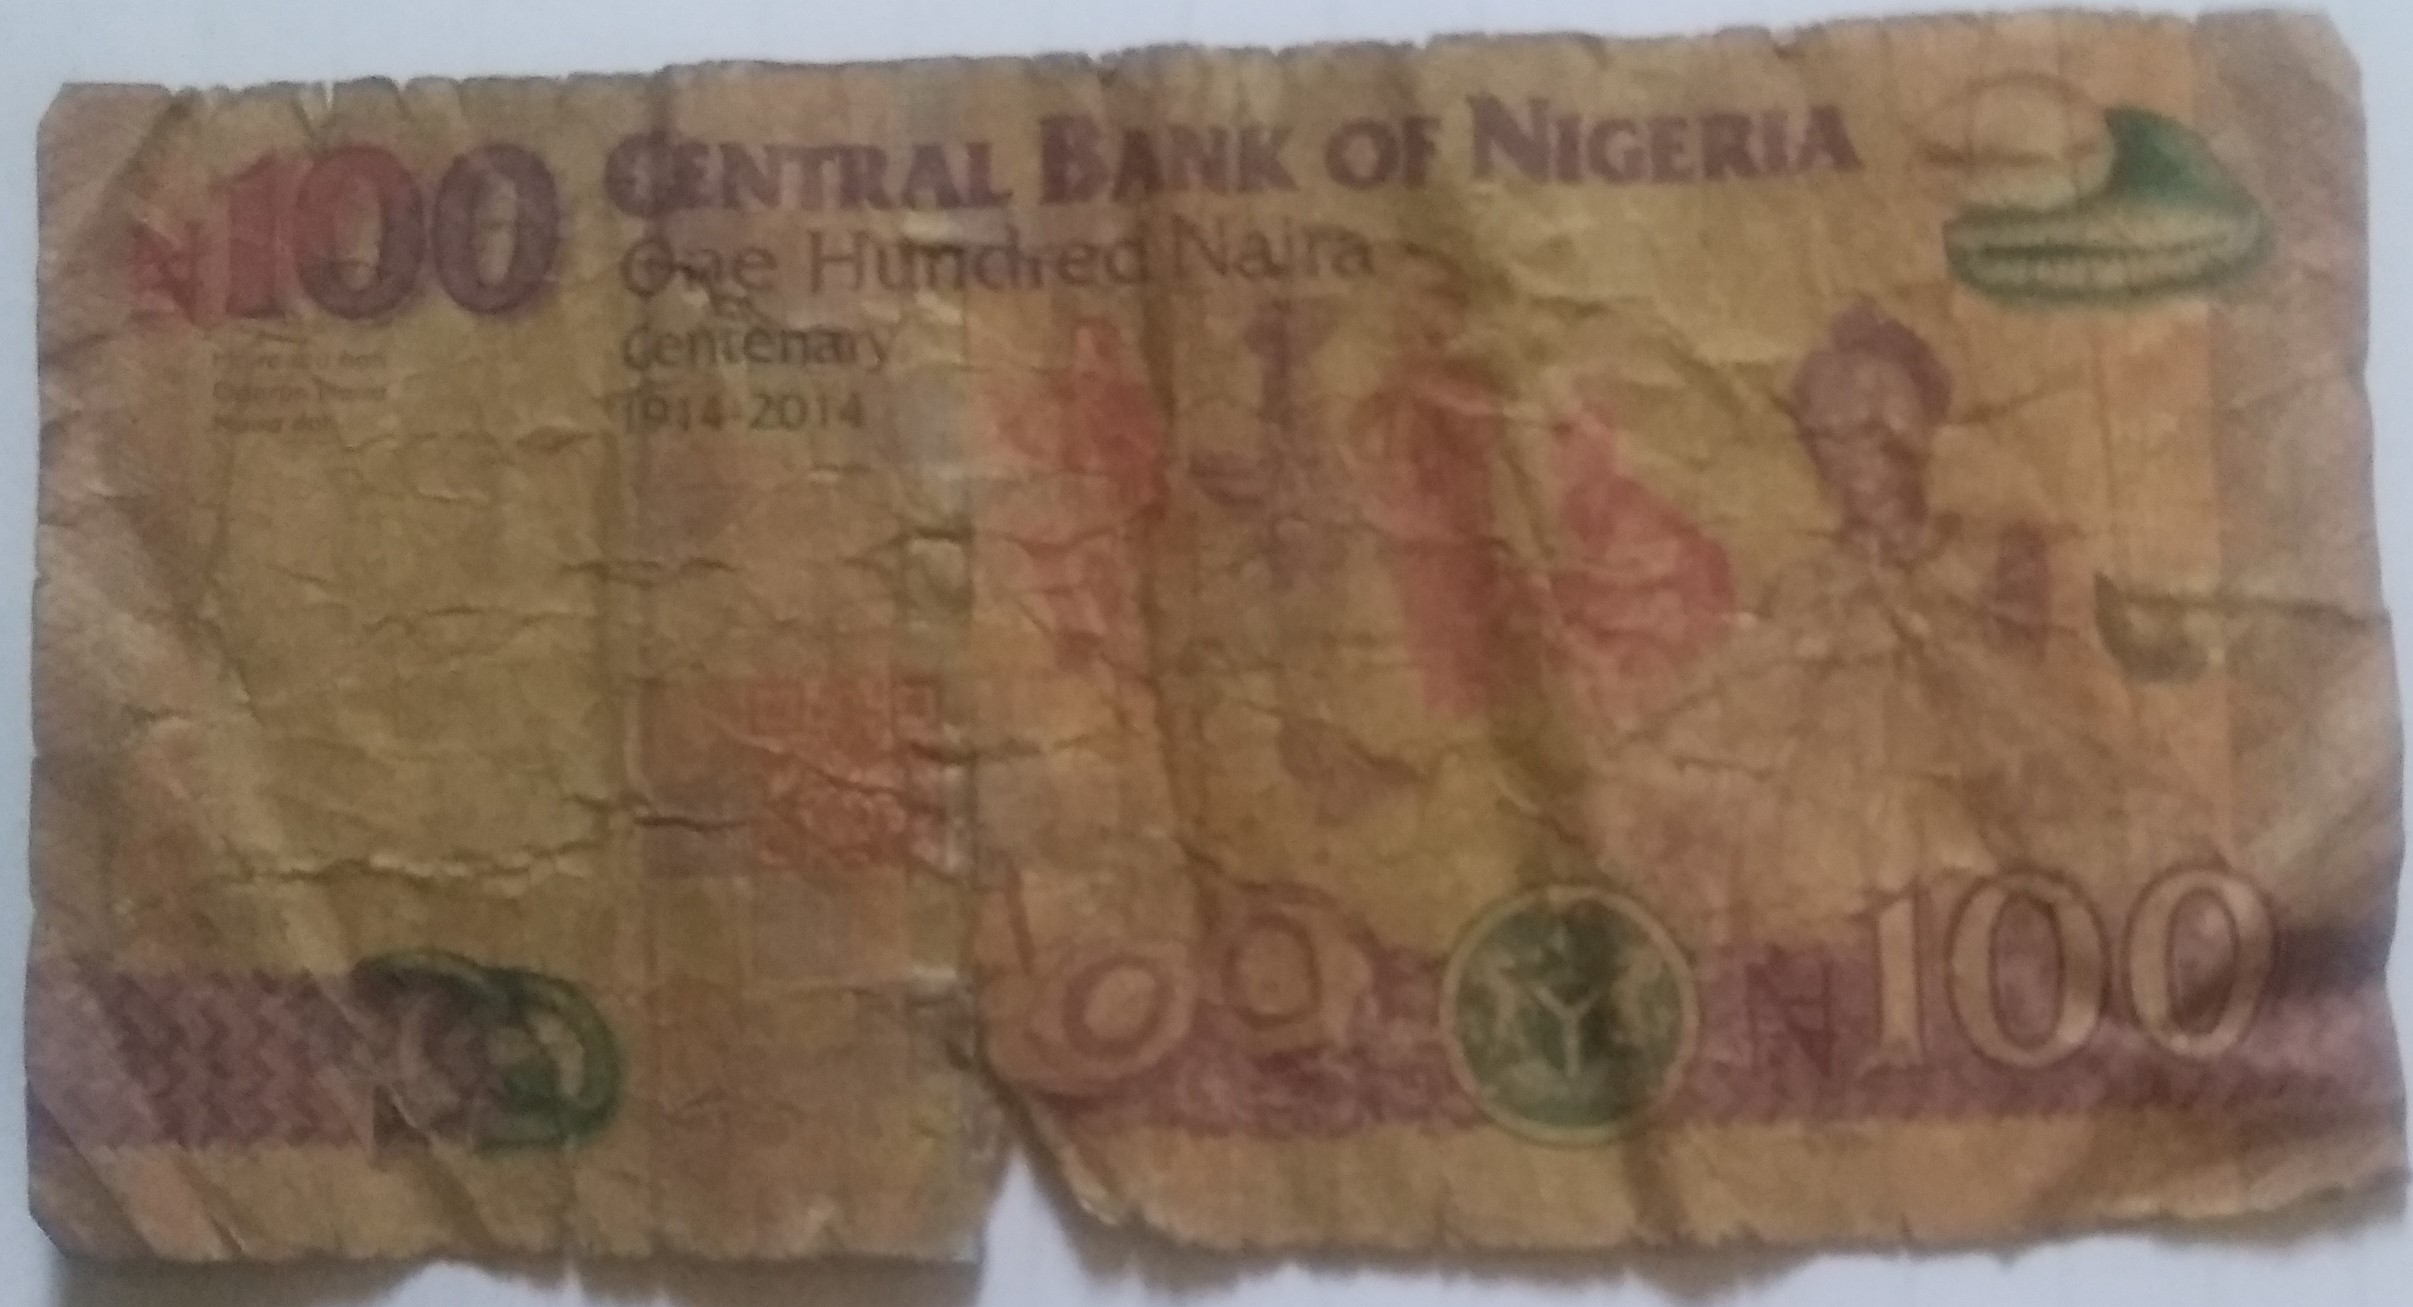 ₦100 CENTRAL BANK OF NIGERIA
One Hundred Naira
Centenary
1914-2014
₦100